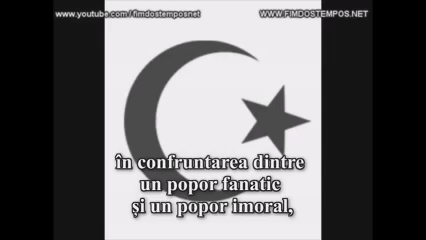 www.youtube.com/fimdostemposnet
WWW.FIMDOSTEMPOS.NET
în confruntarea dintre
un popor fanatic
și un popor imoral,